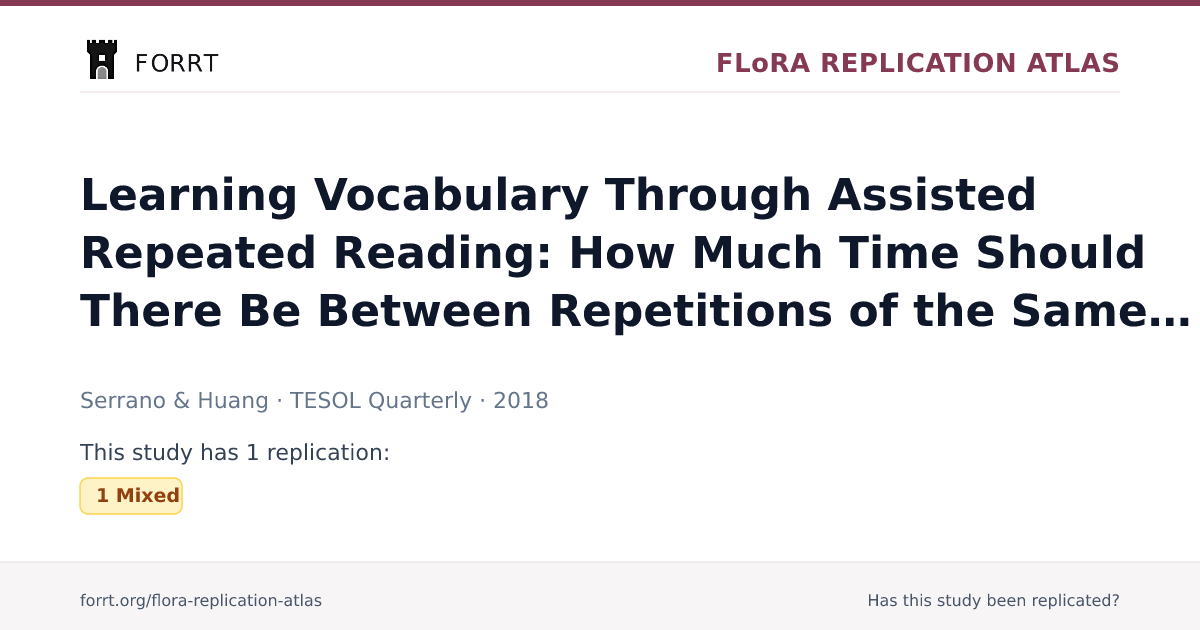 FORRT
FLoRA REPLICATION ATLAS
Learning Vocabulary Through Assisted
Repeated Reading: How Much Time Should
There Be Between Repetitions of the Same…
Serrano & Huang · TESOL Quarterly · 2018
This study has 1 replication:
1 Mixed
forrt.org/flora-replication-atlas
Has this study been replicated?